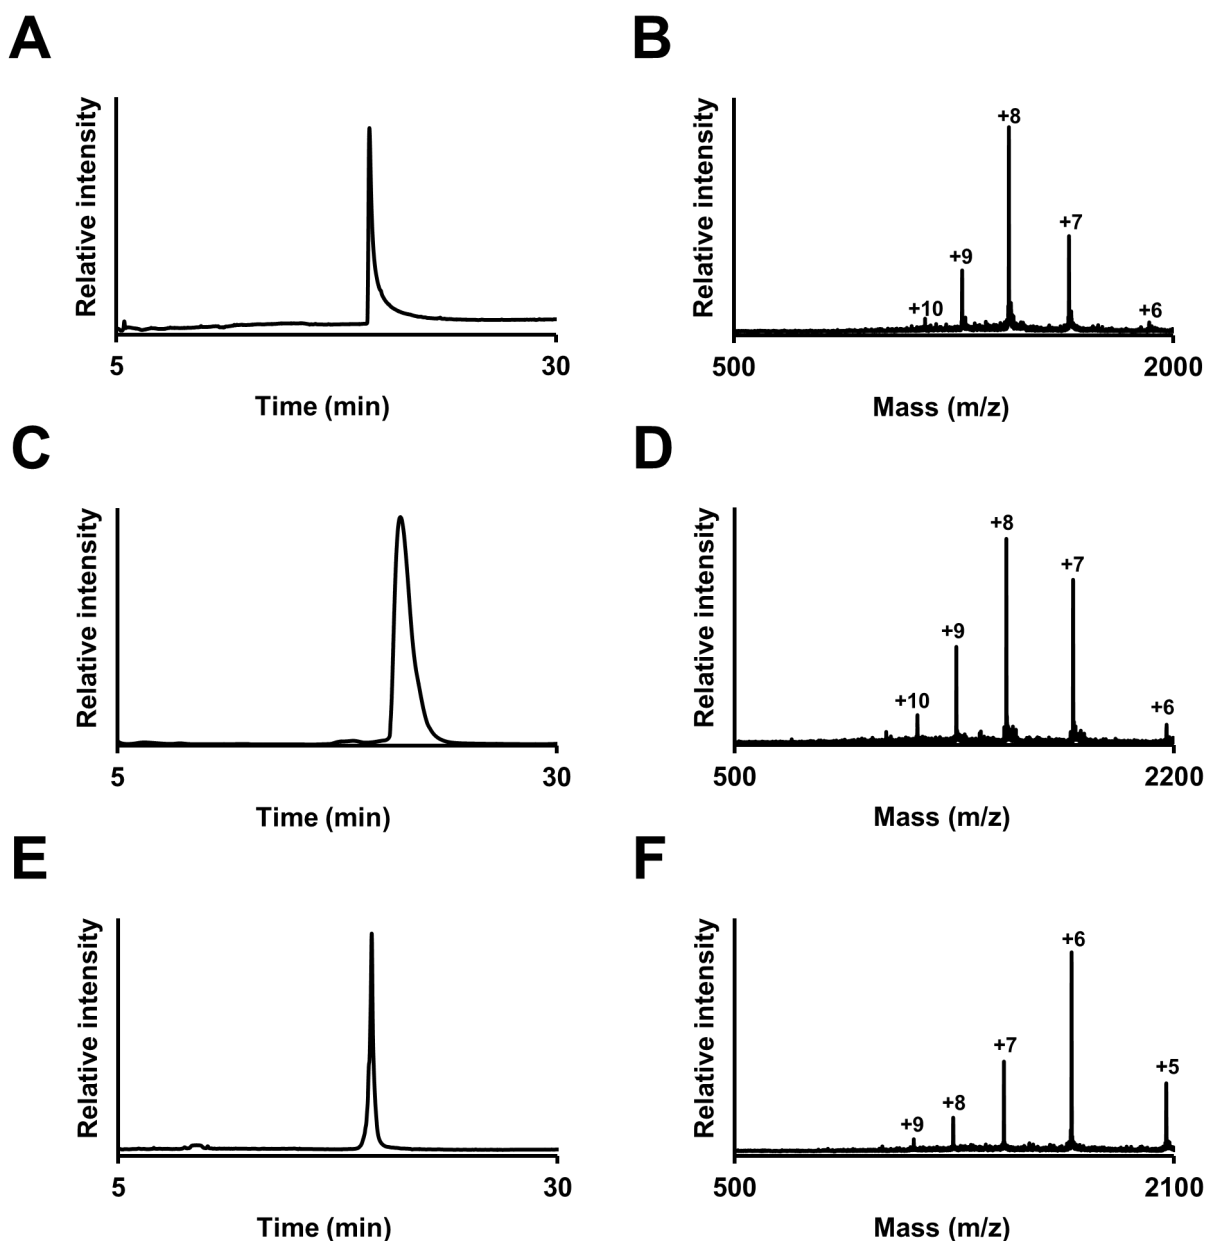 A
Relative intensity
5
30
Time (min)
B
Relative intensity
+10
+9
+8
+7
+6
500
2000
Mass (m/z)
C
Relative intensity
5
30
Time (min)
D
Relative intensity
+10
+9
+8
+7
+6
500
2200
Mass (m/z)
E
Relative intensity
5
30
Time (min)
F
Relative intensity
+9
+8
+7
+6
+5
500
2100
Mass (m/z)